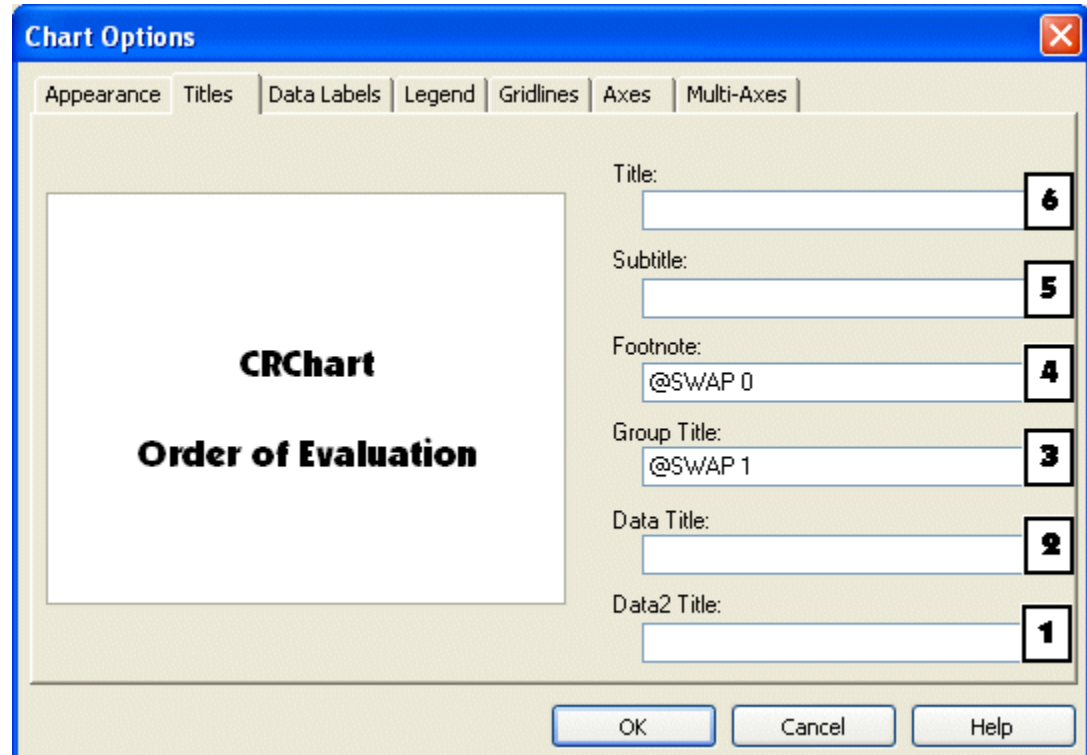 Chart Options
Appearance Titles Data Labels Legend Gridlines Axes Multi-Axes
CRChart
Order of Evaluation
Title:
6
Subtitle:
5
Footnote:
@SWAP 0
4
Group Title:
@SWAP 1
3
Data Title:
2
Data2 Title:
1
OK Cancel Help